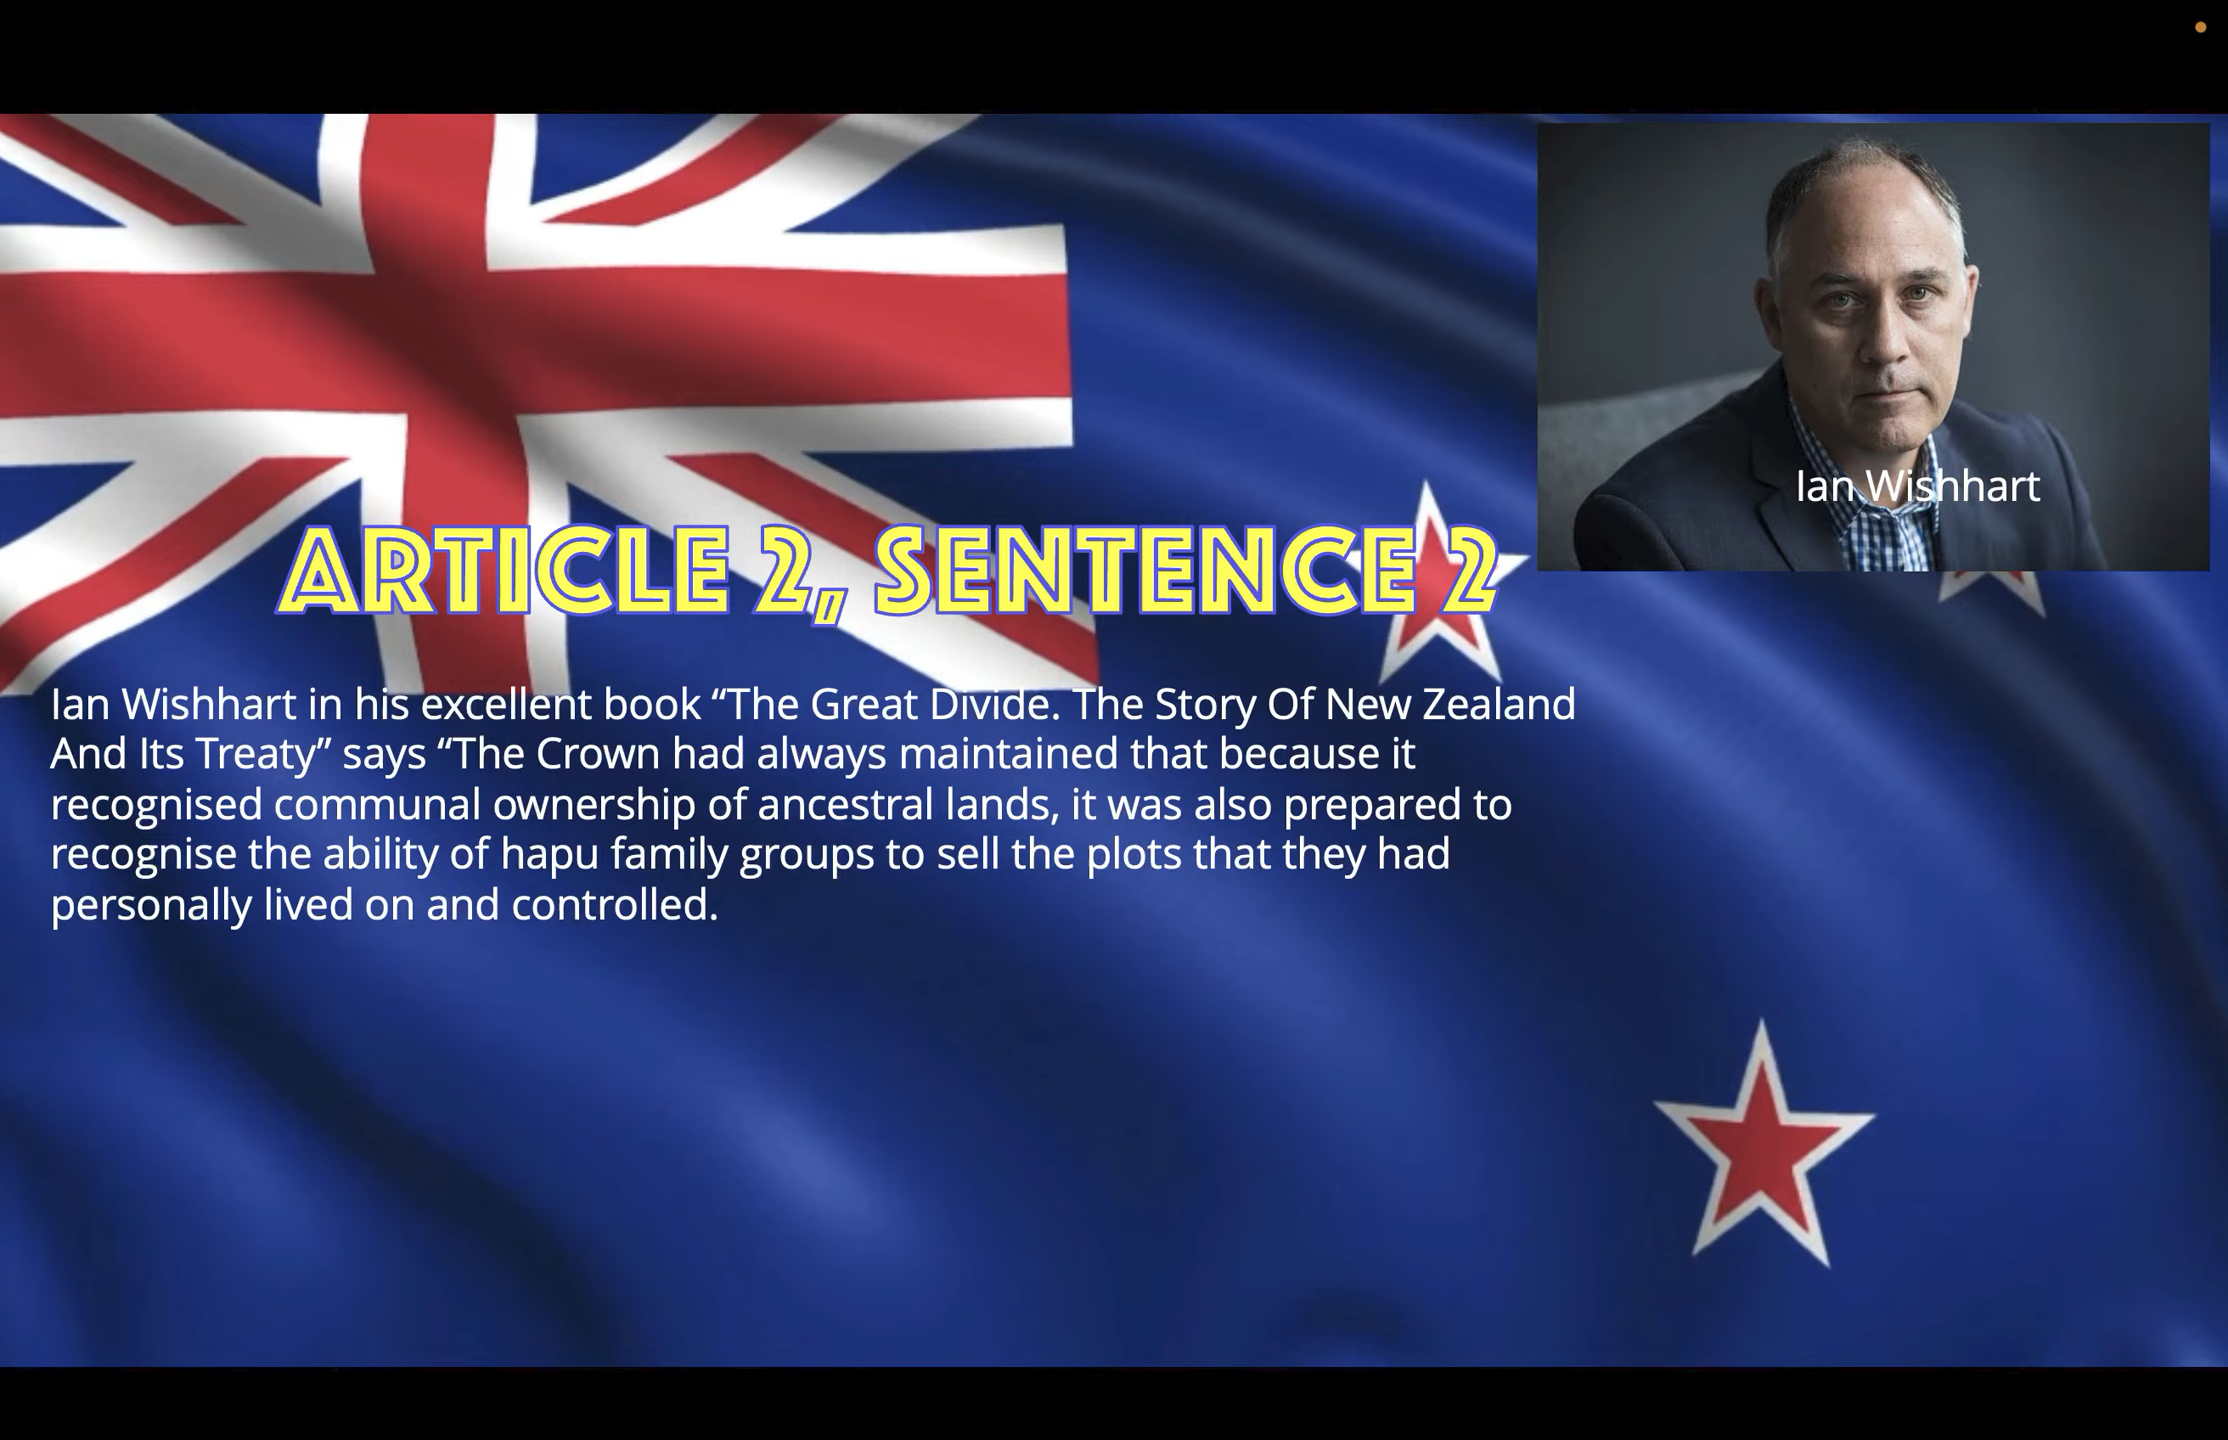 Ian Wishhart
ARTICLE 2, SENTENCE 2
Ian Wishhart in his excellent book “The Great Divide. The Story Of New Zealand
And Its Treaty” says “The Crown had always maintained that because it
recognised communal ownership of ancestral lands, it was also prepared to
recognise the ability of hapu family groups to sell the plots that they had
personally lived on and controlled.